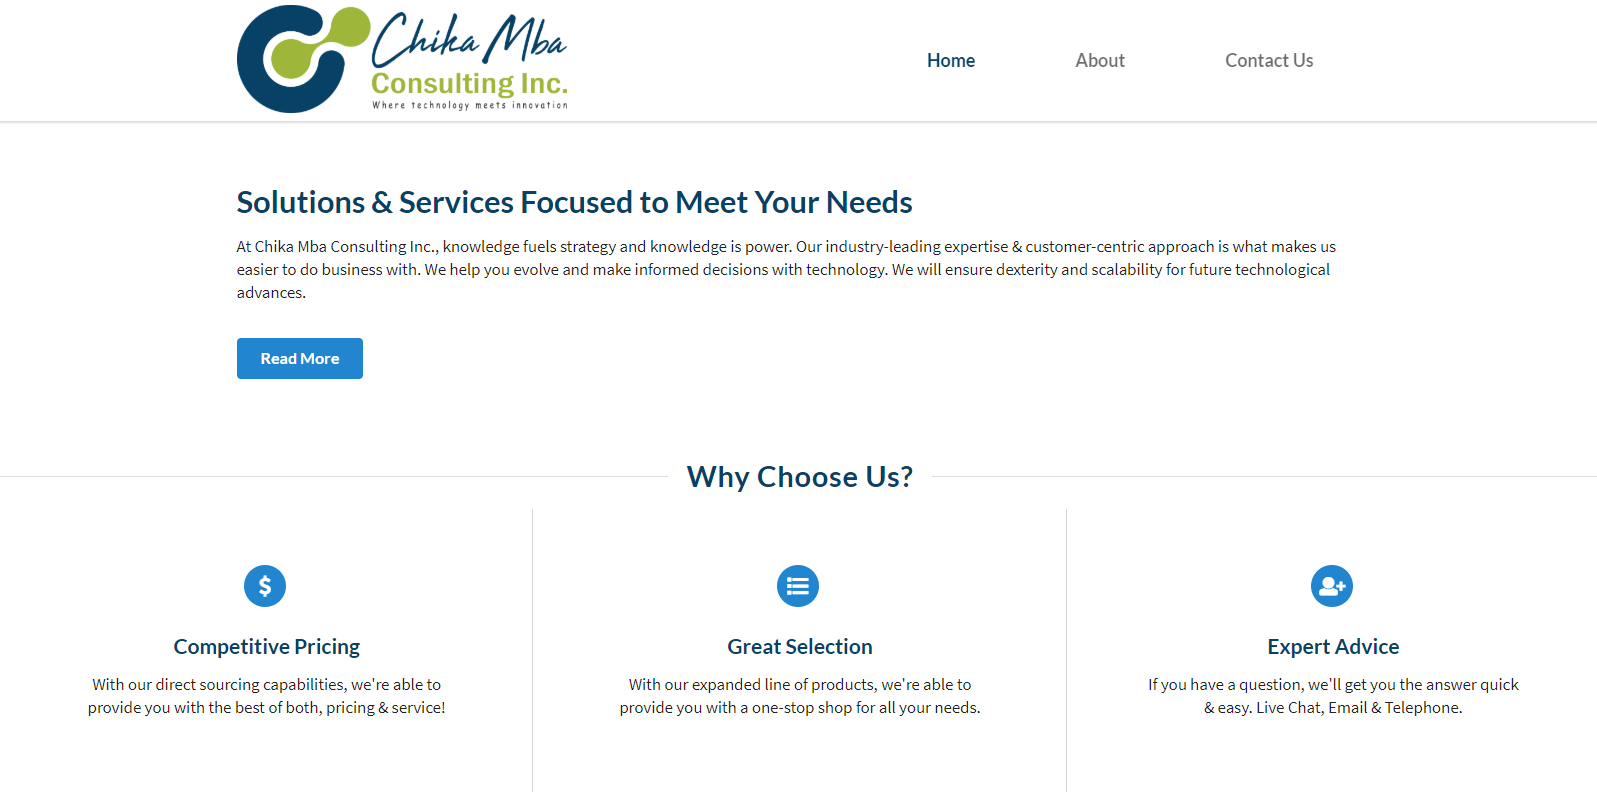 Chika Mba
Consulting Inc.
Where technology meets innovation
Home
About
Contact Us
Solutions & Services Focused to Meet Your Needs
At Chika Mba Consulting Inc., knowledge fuels strategy and knowledge is power. Our industry-leading expertise & customer-centric approach is what makes us
easier to do business with. We help you evolve and make informed decisions with technology. We will ensure dexterity and scalability for future technological
advances.
Read More
Why Choose Us?
Competitive Pricing
With our direct sourcing capabilities, we're able to
provide you with the best of both, pricing & service!
Great Selection
With our expanded line of products, we're able to
provide you with a one-stop shop for all your needs.
Expert Advice
If you have a question, we'll get you the answer quick
& easy. Live Chat, Email & Telephone.